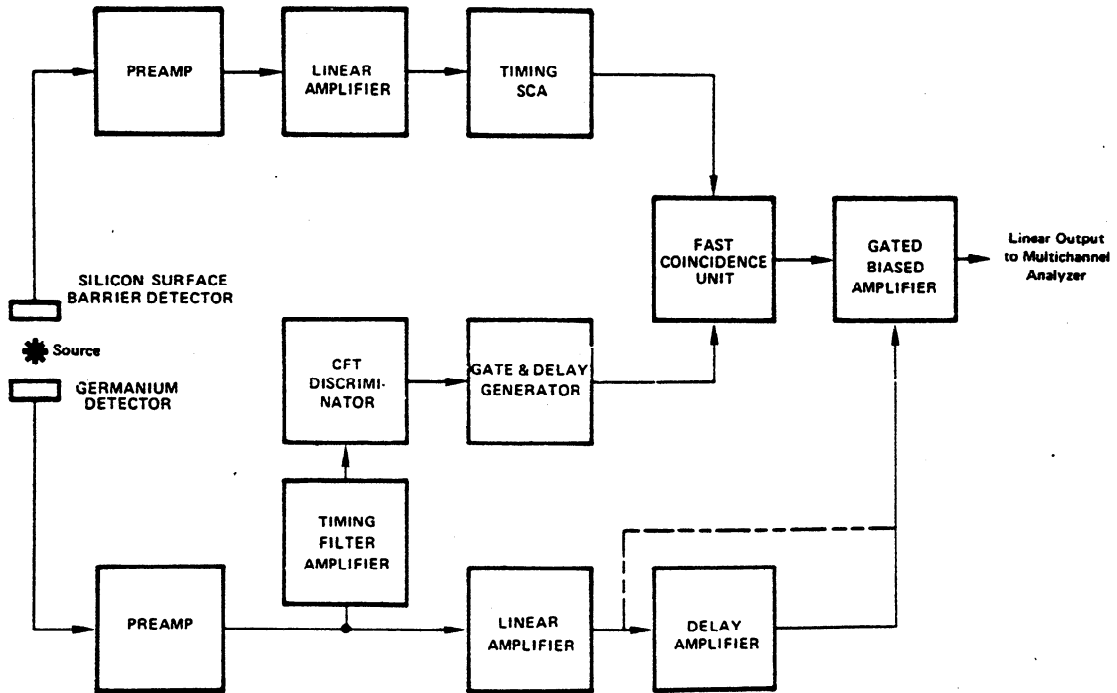 PREAMP
LINEAR
AMPLIFIER
TIMING
SCA
FAST
COINCIDENCE
UNIT
GATED
BIASED
AMPLIFIER
Linear Output
to Multichannel
Analyzer
SILICON SURFACE
BARRIER DETECTOR
Source
GERMANIUM
DETECTOR
CFT
DISCRIMI-
NATOR
GATE & DELAY
GENERATOR
TIMING
FILTER
AMPLIFIER
PREAMP
LINEAR
AMPLIFIER
DELAY
AMPLIFIER